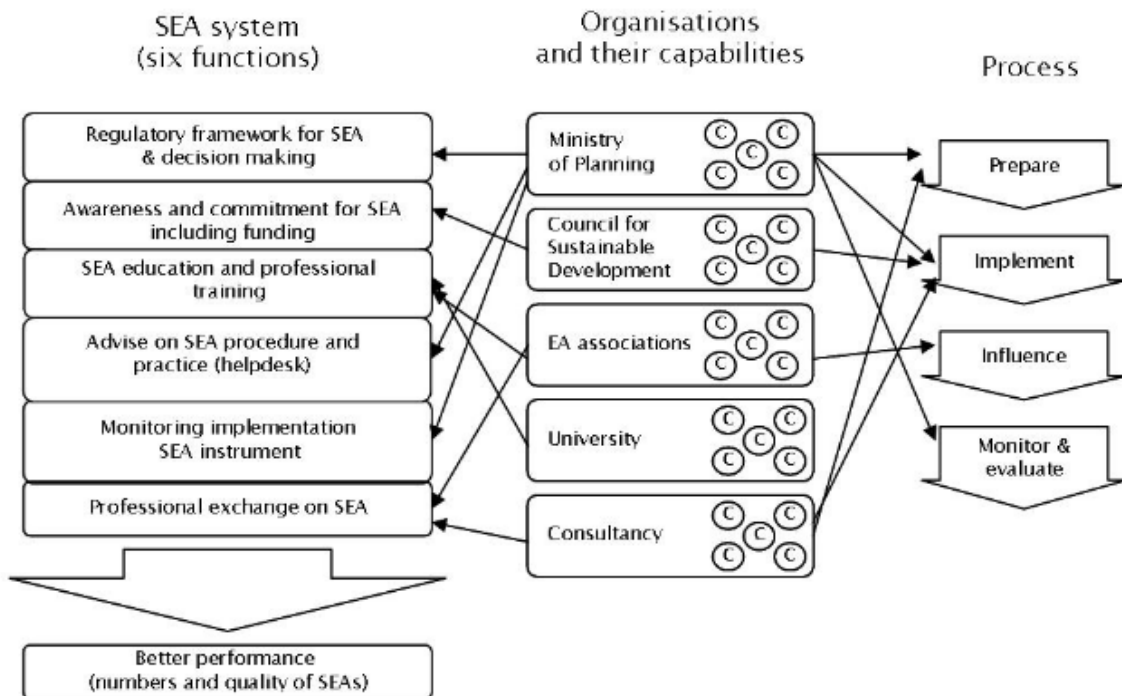 SEA system
(six functions)
Organisations
and their capabilities
Process
Regulatory framework for SEA
& decision making
Awareness and commitment for SEA
including funding
SEA education and professional
training
Advise on SEA procedure and
practice (helpdesk)
Monitoring implementation
SEA instrument
Professional exchange on SEA
Better performance
(numbers and quality of SEAs)
Ministry
of Planning
C C
C
C C
Council for
Sustainable
Development
C C
C
C C
EA associations
C C
C
C C
University
C C
C
C C
Consultancy
C C
C
C C
Prepare
Implement
Influence
Monitor &
evaluate